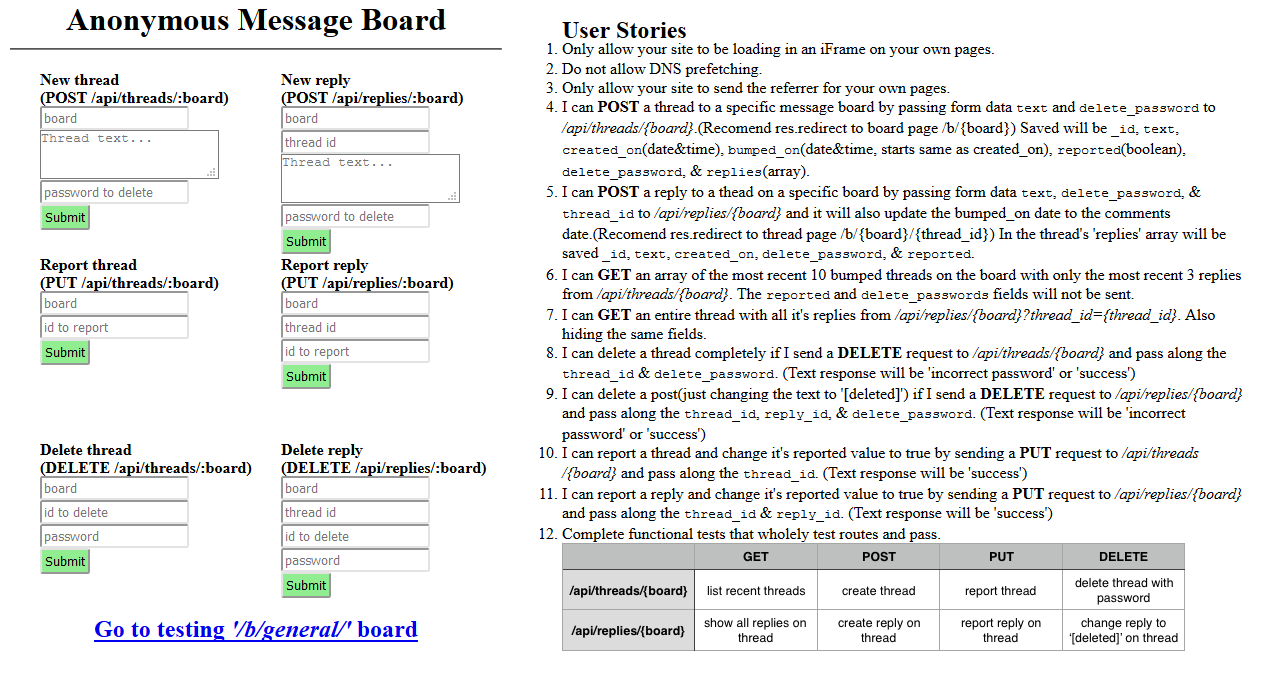 Anonymous Message Board
New thread
(POST /api/threads/:board)
board
Thread text...
password to delete
Submit
New reply
(POST /api/replies/:board)
board
thread id
Thread text...
password to delete
Submit
Report thread
(PUT /api/threads/:board)
board
id to report
Submit
Report reply
(PUT /api/replies/:board)
board
thread id
id to report
Submit
Delete thread
(DELETE /api/threads/:board)
board
id to delete
password
Submit
Delete reply
(DELETE /api/replies/:board)
board
thread id
id to delete
password
Submit
Go to testing '/b/general/' board
User Stories
1. Only allow your site to be loading in an iFrame on your own pages.
2. Do not allow DNS prefetching.
3. Only allow your site to send the referrer for your own pages.
4. I can POST a thread to a specific message board by passing form data text and delete_password to
/api/threads/{board}.(Recomend res.redirect to board page /b/{board}) Saved will be _id, text,
created_on(date&time), bumped_on(date&time, starts same as created_on), reported(boolean),
delete_password, & replies(array).
5. I can POST a reply to a thead on a specific board by passing form data text, delete_password, &
thread_id to /api/replies/{board} and it will also update the bumped_on date to the comments
date.(Recomend res.redirect to thread page /b/{board}/{thread_id}) In the thread's 'replies' array will be
saved _id, text, created_on, delete_password, & reported.
6. I can GET an array of the most recent 10 bumped threads on the board with only the most recent 3 replies
from /api/threads/{board}. The reported and delete_passwords fields will not be sent.
7. I can GET an entire thread with all it's replies from /api/replies/{board}?thread_id={thread_id}. Also
hiding the same fields.
8. I can delete a thread completely if I send a DELETE request to /api/threads/{board} and pass along the
thread_id & delete_password. (Text response will be 'incorrect password' or 'success')
9. I can delete a post(just changing the text to '[deleted]') if I send a DELETE request to /api/replies/{board}
and pass along the thread_id, reply_id, & delete_password. (Text response will be 'incorrect
password' or 'success')
10. I can report a thread and change it's reported value to true by sending a PUT request to /api/threads
/{board} and pass along the thread_id. (Text response will be 'success')
11. I can report a reply and change it's reported value to true by sending a PUT request to /api/replies/{board}
and pass along the thread_id & reply_id. (Text response will be 'success')
12. Complete functional tests that wholely test routes and pass.
GET POST PUT DELETE
/api/threads/{board} list recent threads create thread report thread delete thread with
password
/api/replies/{board} show all replies on
thread create reply on
thread report reply on
thread change reply to
'[deleted]' on thread